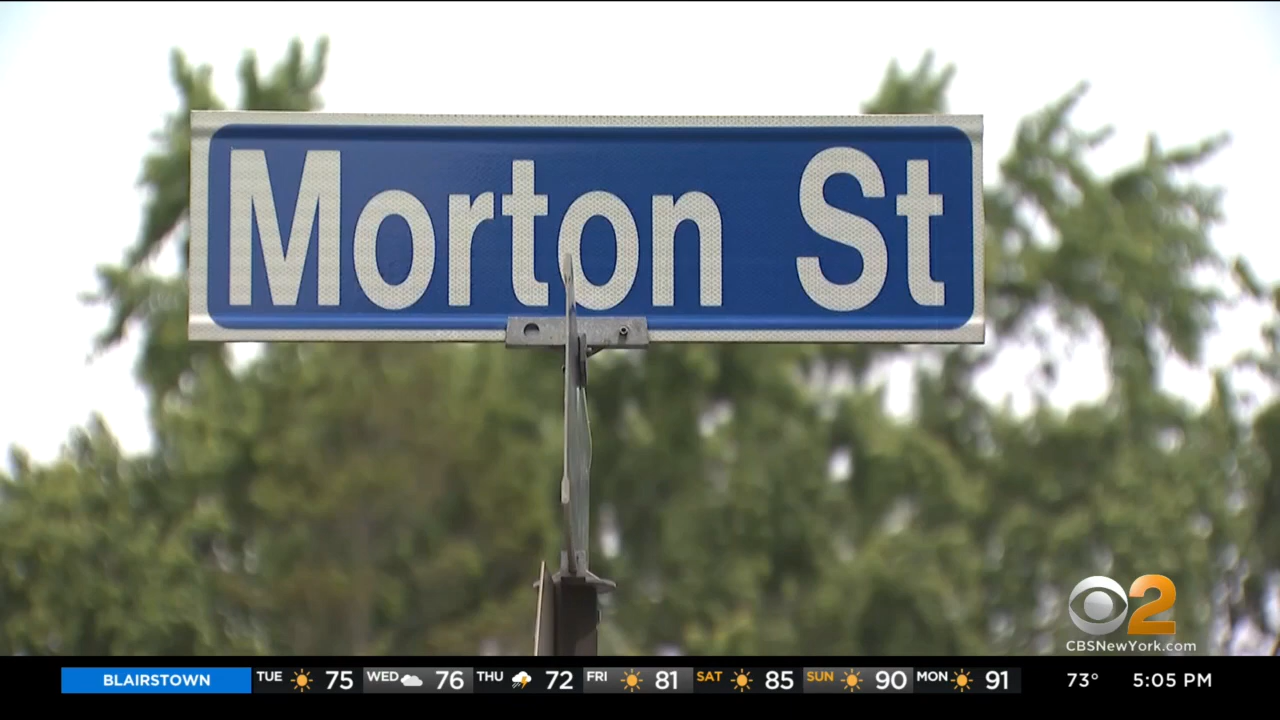 Morton St
2
CBSNewYork.com
BLAIRSTOWN TUE 75 WED 76 THU 72 FRI 81 SAT 85 SUN 90 MON 91 73° 5:05 PM